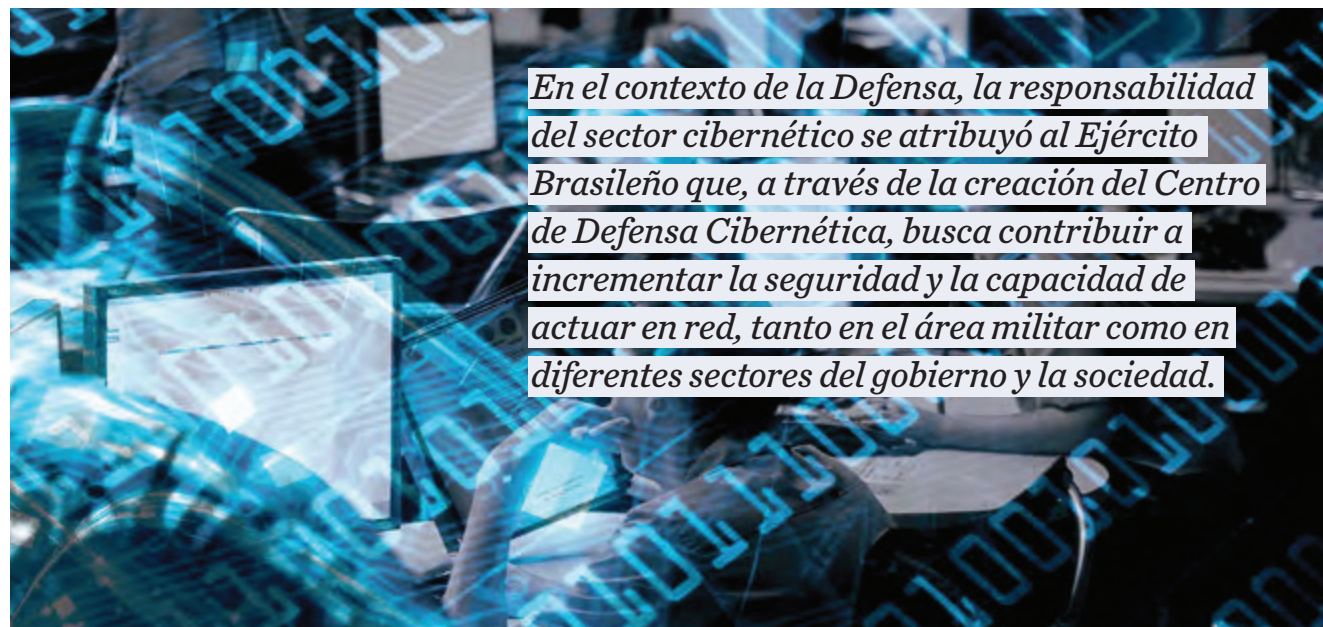 En el contexto de la Defensa, la responsabilidad
del sector cibernético se atribuyó al Ejército
Brasileño que, a través de la creación del Centro
de Defensa Cibernética, busca contribuir a
incrementar la seguridad y la capacidad de
actuar en red, tanto en el área militar como en
diferentes sectores del gobierno y la sociedad.